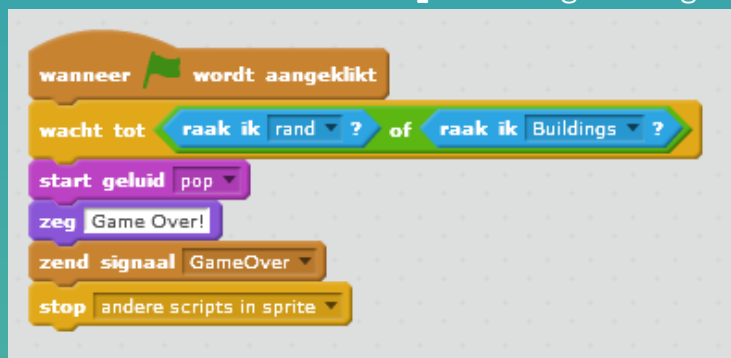 wanneer wordt aangeklikt
wacht tot raak ik rand ? of raak ik Buildings ?
start geluid pop
zeg Game Over!
zend signaal GameOver
stop andere scripts in sprite